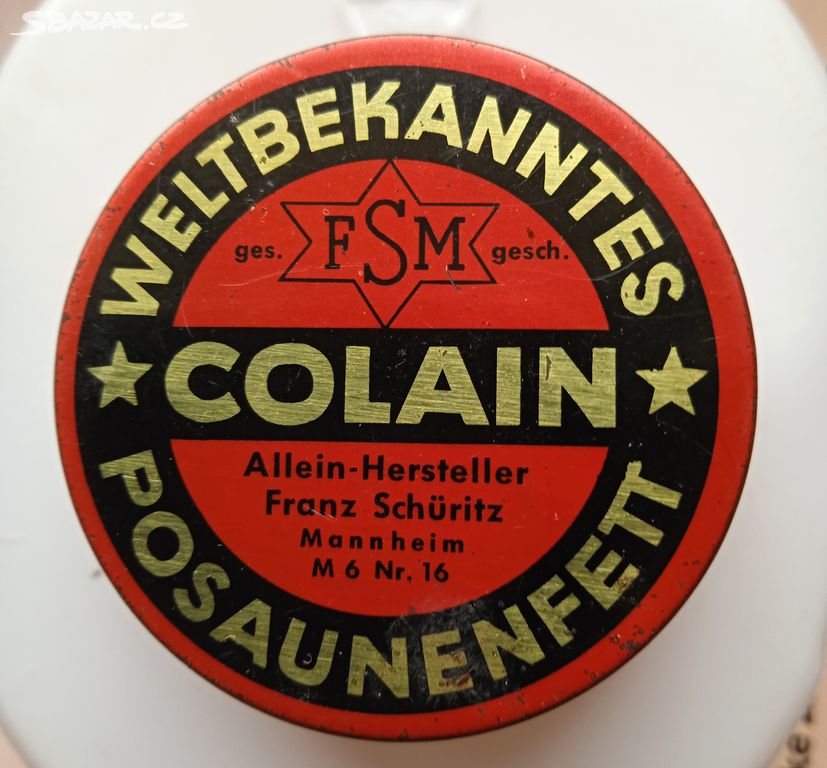 SBAZAR.CZ
WELTBEKANNTES
ges. FSM gesch.
COLAIN
Allein-Hersteller
Franz Schüritz
Mannheim
M 6 Nr. 16
POSAUNENFETT